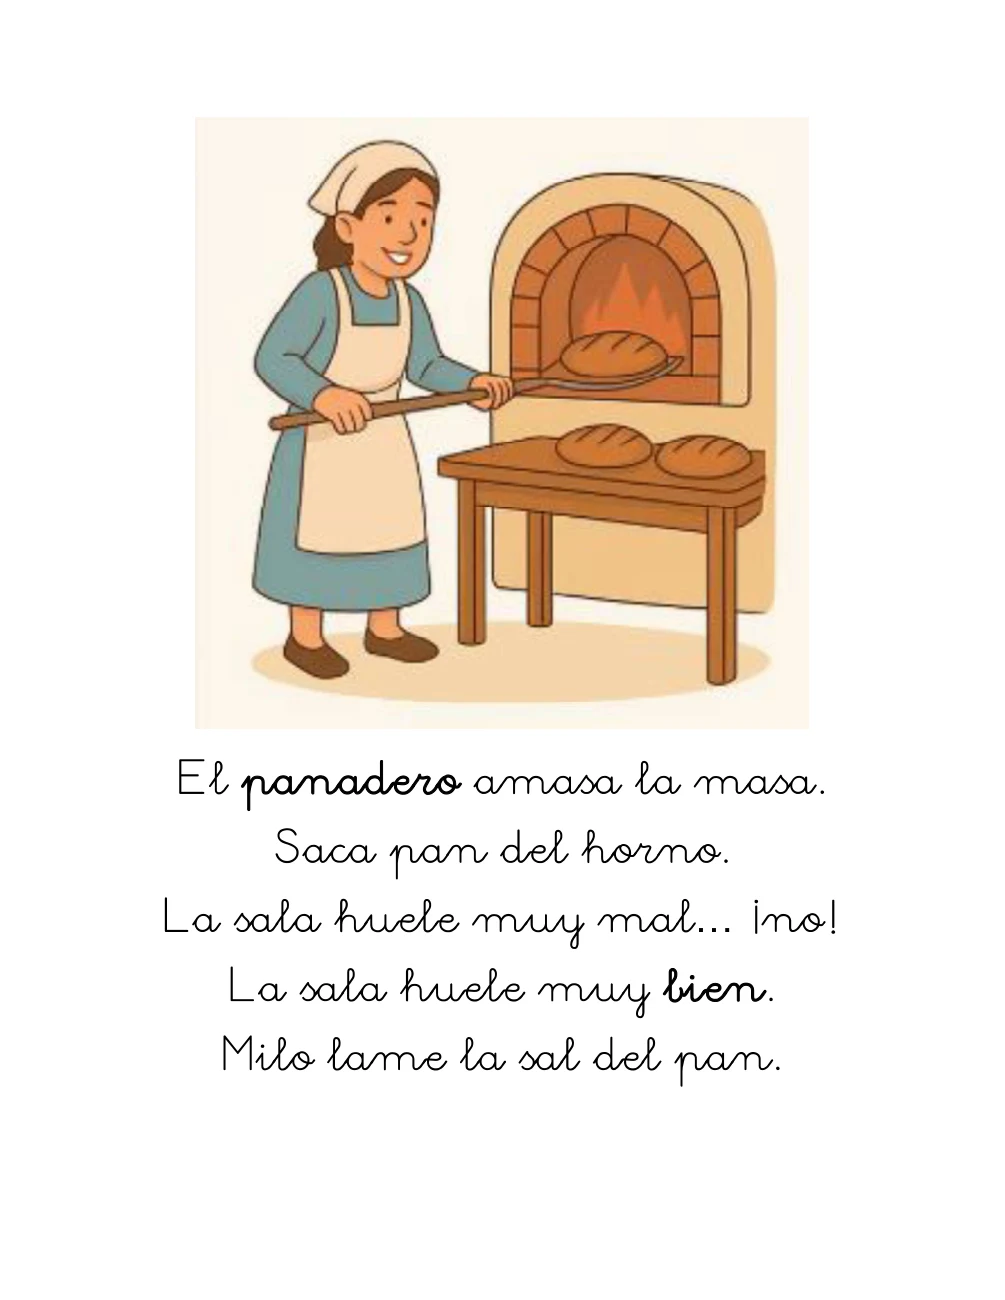 El panadero amasa la masa.
Saca pan del horno.
La sala huele muy mal... ¡no!
La sala huele muy bien.
Milo lame la sal del pan.